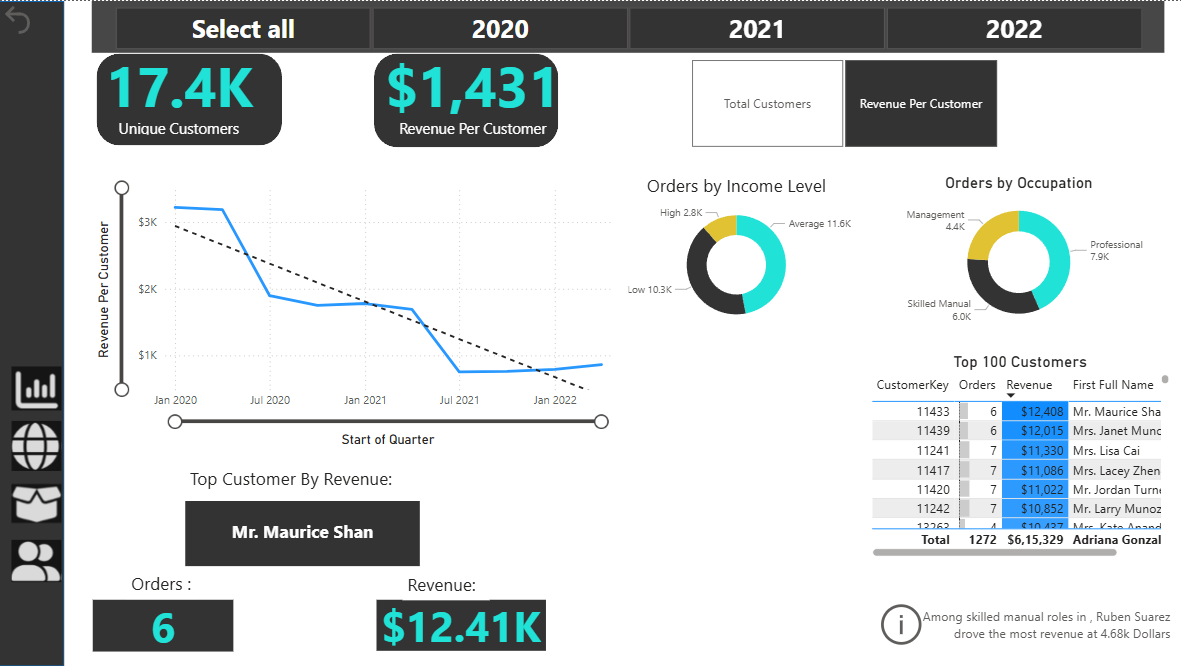 Select all
2020
2021
2022
17.4K
Unique Customers
$1,431
Revenue Per Customer
Total Customers
Revenue Per Customer
Revenue Per Customer
$3K
$2K
$1K
Jan 2020
Jul 2020
Jan 2021
Jul 2021
Jan 2022
Start of Quarter
Orders by Income Level
High 2.8K
Average 11.6K
Low 10.3K
Orders by Occupation
Management
4.4K
Professional
7.9K
Skilled Manual
6.0K
Top 100 Customers
CustomerKey Orders Revenue First Full Name
11433 6 $12,408 Mr. Maurice Sha
11439 6 $12,015 Mrs. Janet Munc
11241 7 $11,330 Mrs. Lisa Cai
11417 7 $11,086 Mrs. Lacey Zhen
11420 7 $11,022 Mr. Jordan Turne
11242 7 $10,852 Mr. Larry Munoz
13263 4 $10,437 Mrs. Kate Anand
Total 1272 $6,15,329 Adriana Gonzal
Top Customer By Revenue:
Mr. Maurice Shan
Orders :
6
Revenue:
$12.41K
Among skilled manual roles in , Ruben Suarez
drove the most revenue at 4.68k Dollars